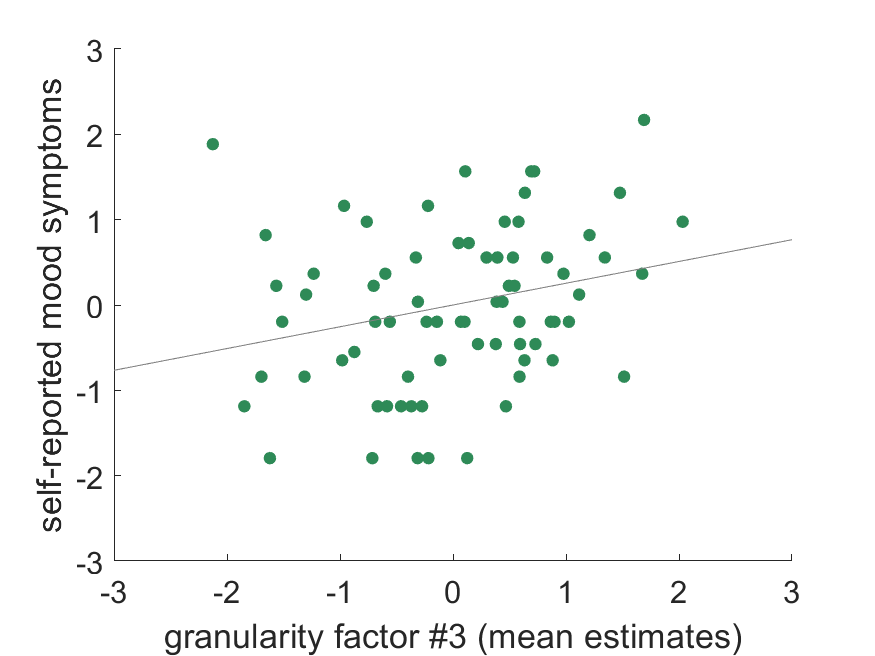 3
2
1
0
-1
-2
-3
self-reported mood symptoms
-3 -2 -1 0 1 2 3
granularity factor #3 (mean estimates)